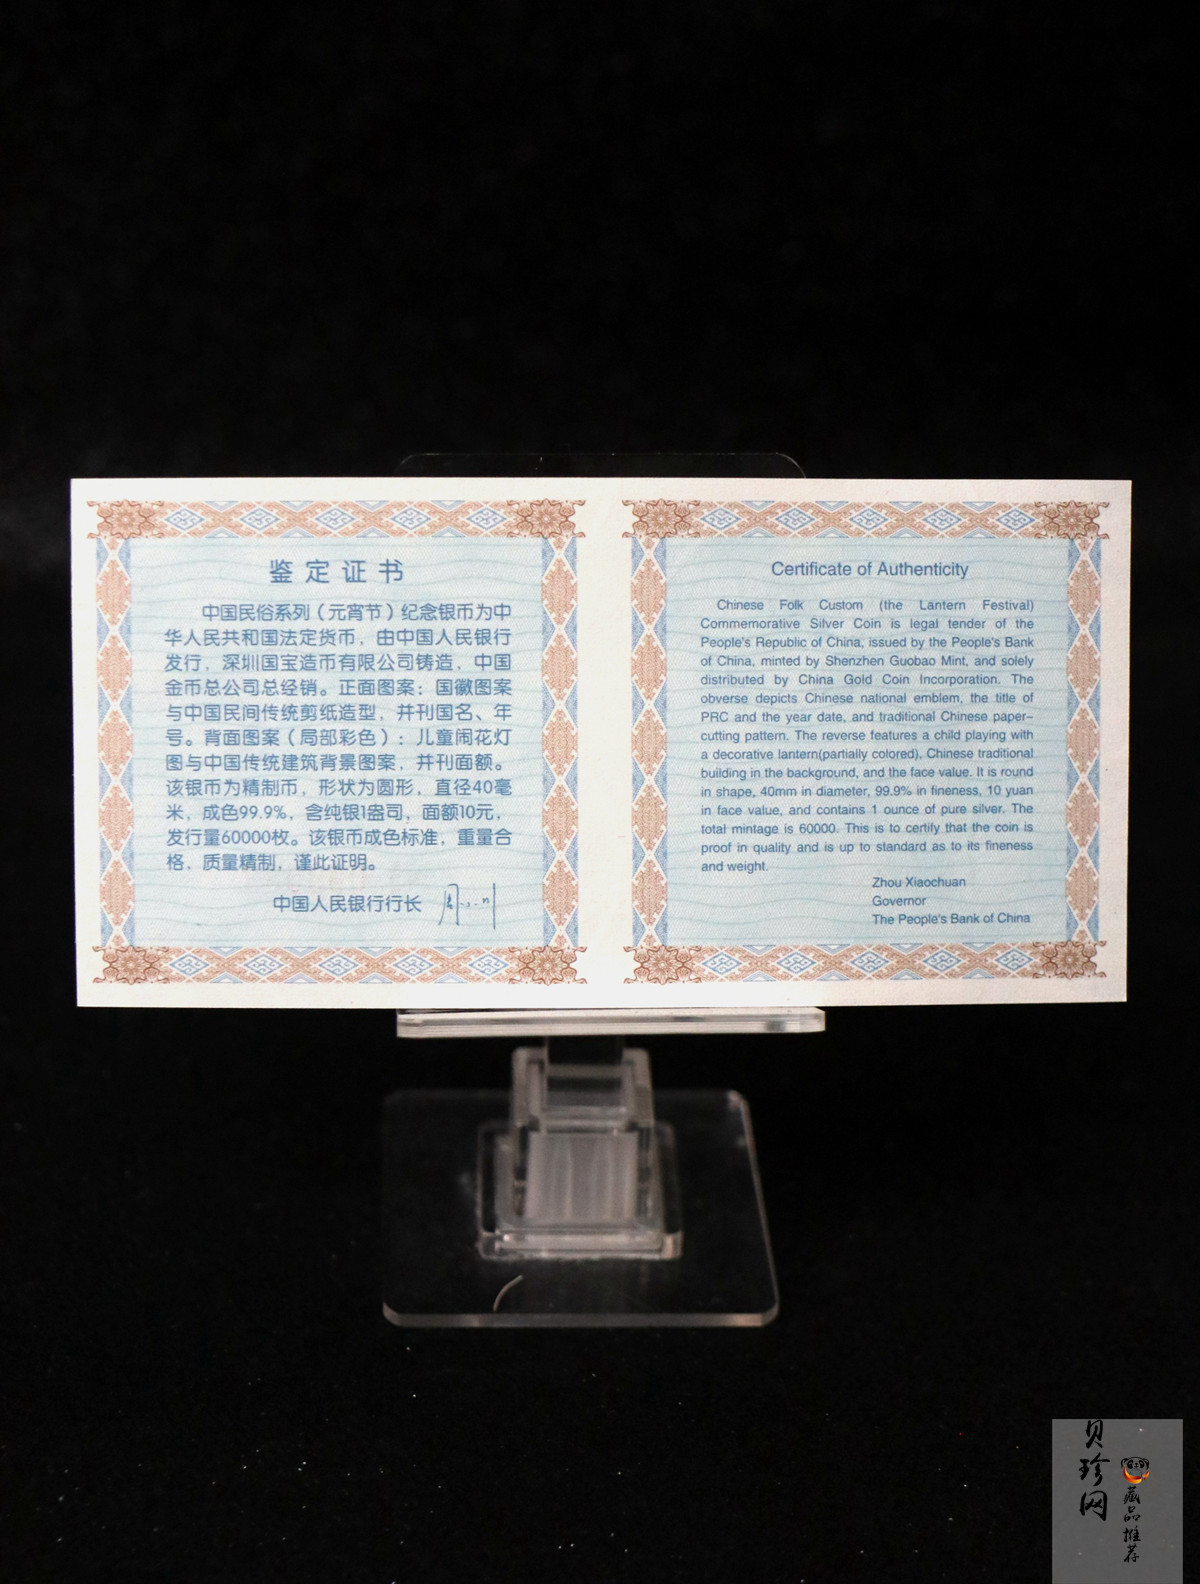 鉴定证书
中国民俗系列（元宵节）纪念银币为中
华人民共和国法定货币，由中国人民银行
发行，深圳国宝造币有限公司铸造，中国
金币总公司总经销。正面图案：国徽图案
与中国民间传统剪纸造型，并刊国名、年
号。背面图案（局部彩色）：儿童闹花灯
图与中国传统建筑背景图案，并刊面额。
该银币为精制币，形状为圆形，直径40毫
米，成色99.9%，含纯银1盎司，面额10元，
发行量60000枚。该银币成色标准，重量合
格，质量精制，谨此证明。
中国人民银行行长 周小川
Certificate of Authenticity
Chinese Folk Custom (the Lantern Festival)
Commemorative Silver Coin is legal tender of the
People's Republic of China, issued by the People's Bank
of China, minted by Shenzhen Guobao Mint, and solely
distributed by China Gold Coin Incorporation. The
obverse depicts Chinese national emblem, the title of
PRC and the year date, and traditional Chinese paper-
cutting pattern. The reverse features a child playing with
a decorative lantern(partially colored), Chinese traditional
building in the background, and the face value. It is round
in shape, 40mm in diameter, 99.9% in fineness, 10 yuan
in face value, and contains 1 ounce of pure silver. The
total mintage is 60000. This is to certify that the coin is
proof in quality and is up to standard as to its fineness
and weight.
Zhou Xiaochuan
Governor
The People's Bank of China
贝珍网
藏品推荐